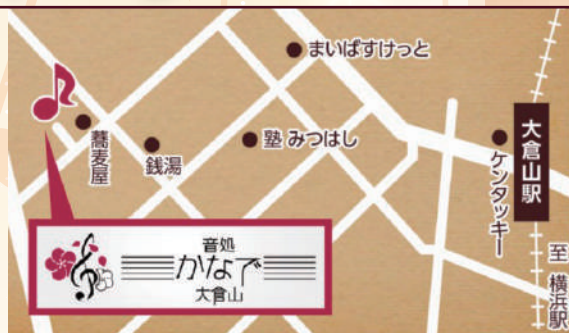 まいばすけっと
蕎麦屋
銭湯
塾 みつはし
ケンタッキー
大倉山駅
至 横浜駅
音処
かなで
大倉山